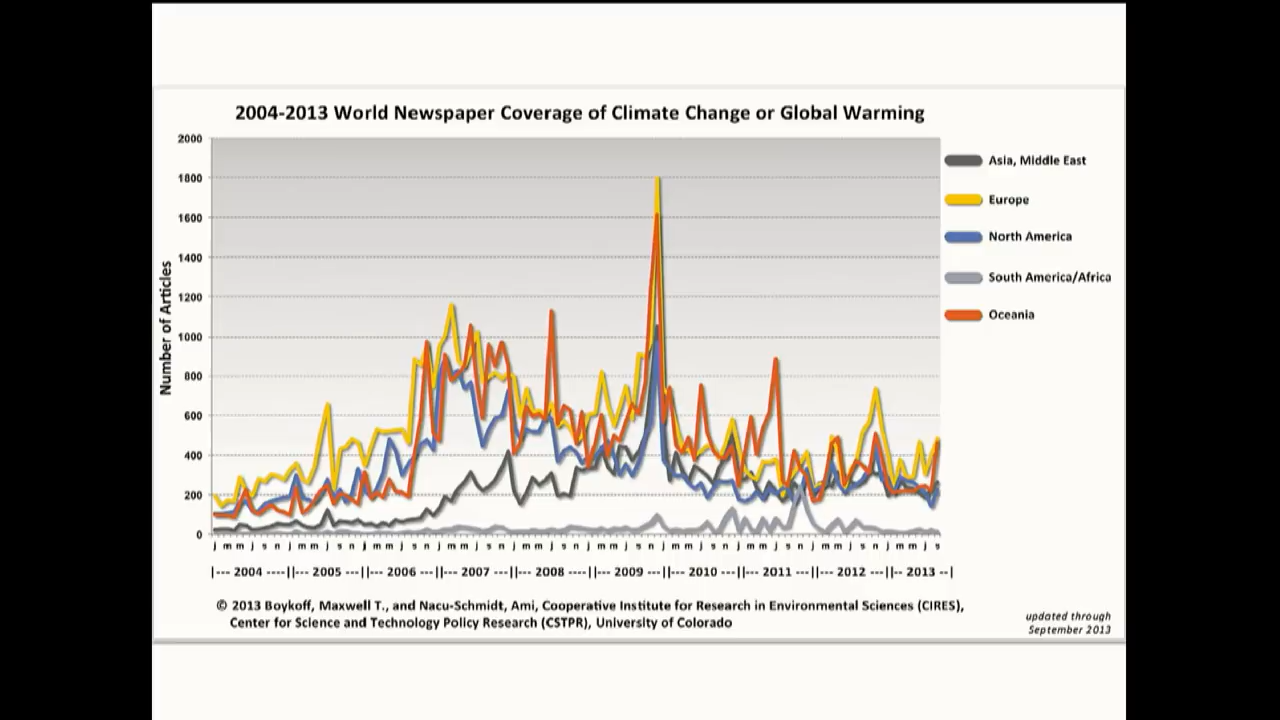 2004-2013 World Newspaper Coverage of Climate Change or Global Warming
Number of Articles
2000
1800
1600
1400
1200
1000
800
600
400
200
0
Asia, Middle East
Europe
North America
South America/Africa
Oceania
j m m j s n j m m j s n j m m j s n j m m j s n j m m j s n j m m j s n j m m j s n j m m j s n j m m j s n j m m j s
|--- 2004 ----||--- 2005 ---||--- 2006 ---||--- 2007 ---||--- 2008 ----||--- 2009 ---||--- 2010 ---||--- 2011 ---||--- 2012 ---||--- 2013 --|
© 2013 Boykoff, Maxwell T., and Nacu-Schmidt, Ami, Cooperative Institute for Research in Environmental Sciences (CIRES),
Center for Science and Technology Policy Research (CSTPR), University of Colorado
updated through
September 2013